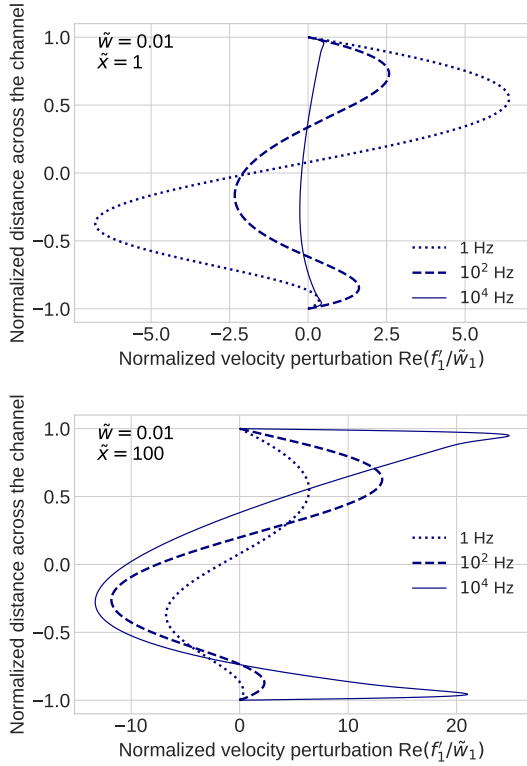 Normalized distance across the channel
1.0
0.5
0.0
−0.5
−1.0
w̃ = 0.01
x̃ = 1
1 Hz
10² Hz
10⁴ Hz
−5.0 −2.5 0.0 2.5 5.0
Normalized velocity perturbation Re(f₁′/w̃₁)
Normalized distance across the channel
1.0
0.5
0.0
−0.5
−1.0
w̃ = 0.01
x̃ = 100
1 Hz
10² Hz
10⁴ Hz
−10 0 10 20
Normalized velocity perturbation Re(f₁′/w̃₁)